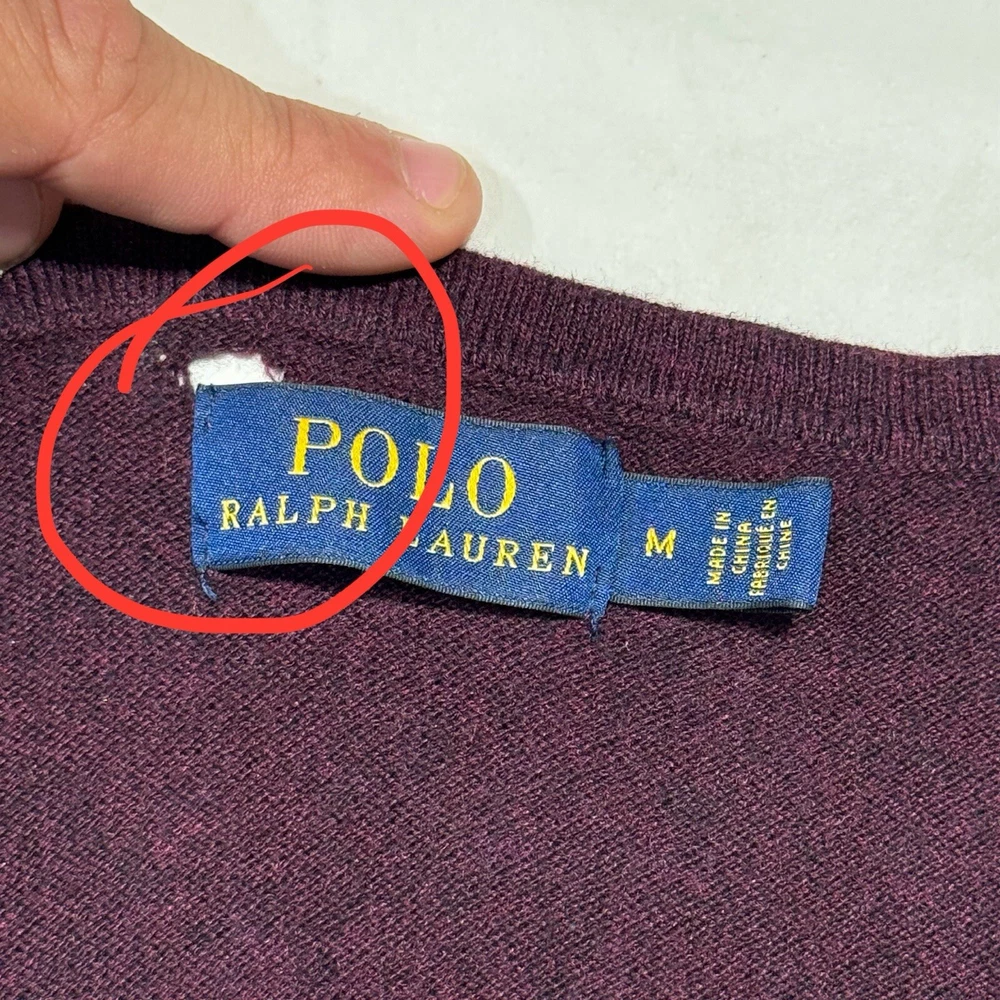 POLO
RALPH LAUREN
M
MADE IN
CHINA
FABRIQUÉ EN
CHINE